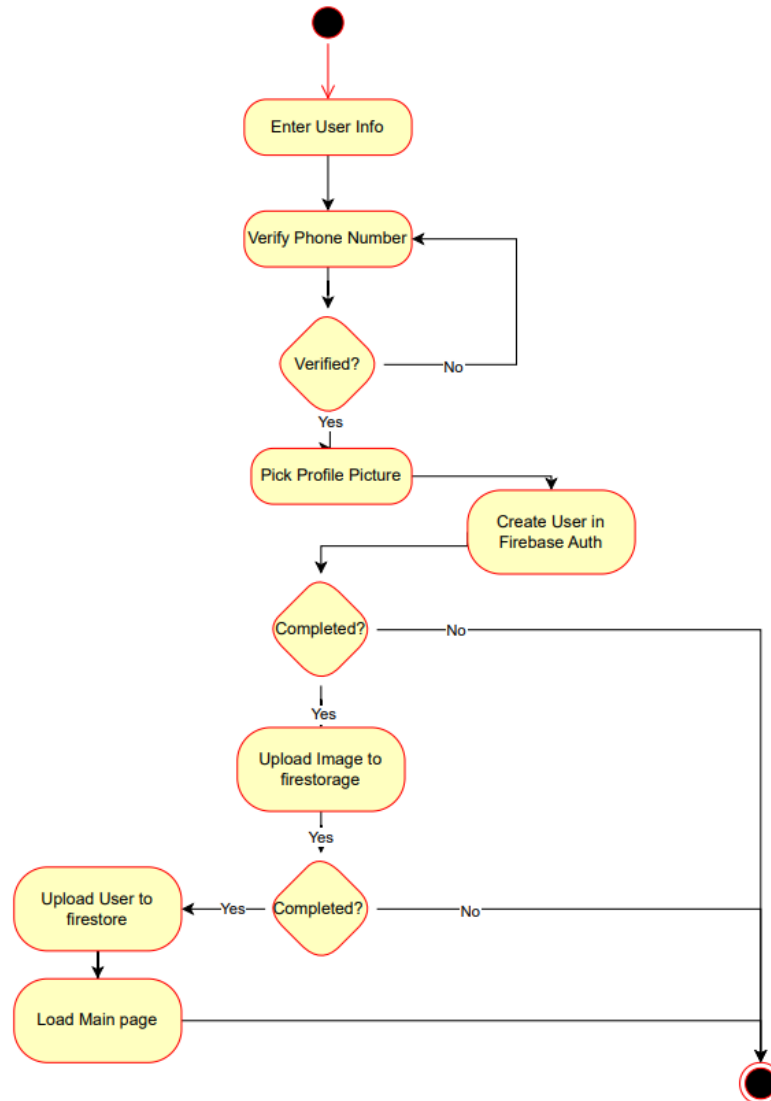 Enter User Info
Verify Phone Number
Verified?
No
Yes
Pick Profile Picture
Create User in
Firebase Auth
Completed?
No
Yes
Upload Image to
firestorage
Yes
Upload User to
firestore
Yes
Completed?
No
Load Main page